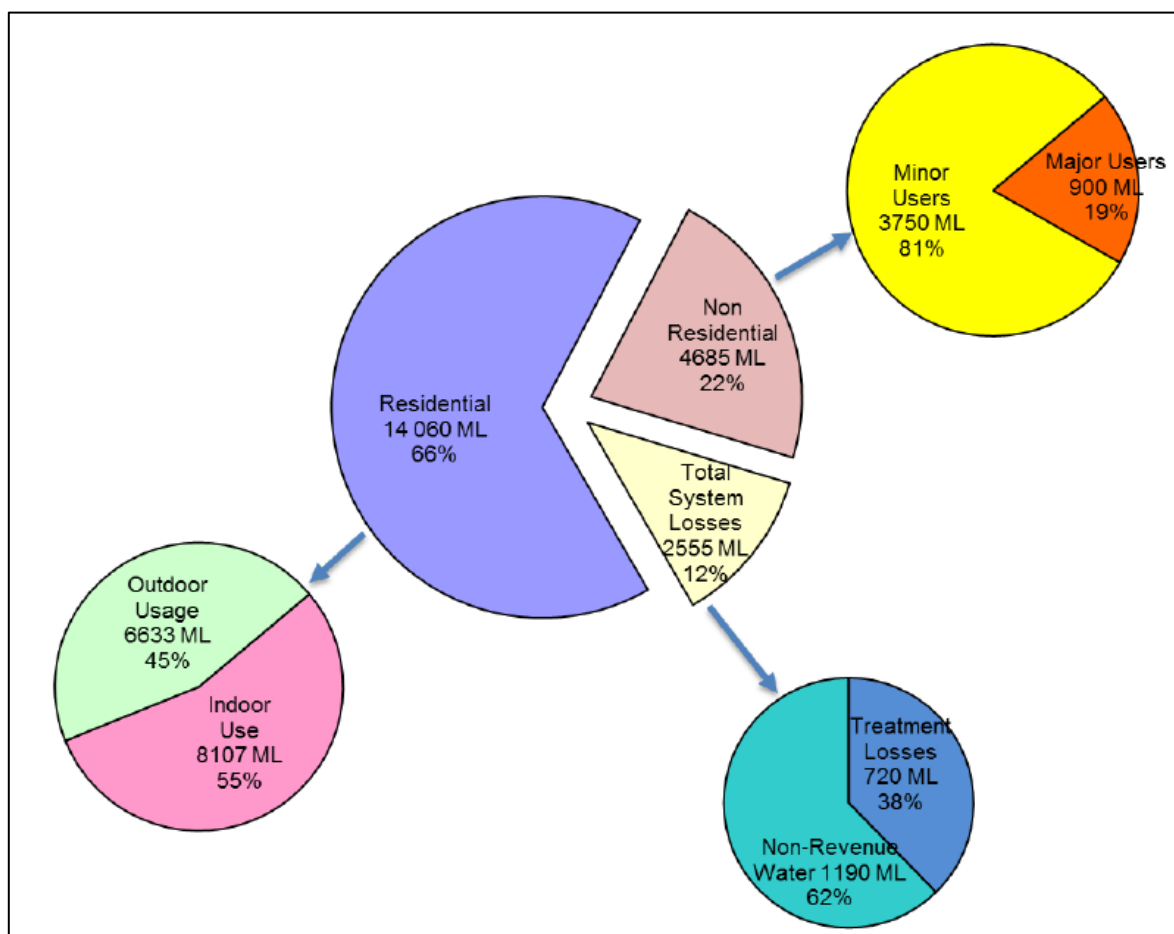 Minor
Users
3750 ML
81%
Major Users
900 ML
19%
Non
Residential
4685 ML
22%
Residential
14 060 ML
66%
Total
System
Losses
2555 ML
12%
Outdoor
Usage
6633 ML
45%
Indoor
Use
8107 ML
55%
Treatment
Losses
720 ML
38%
Non-Revenue
Water 1190 ML
62%